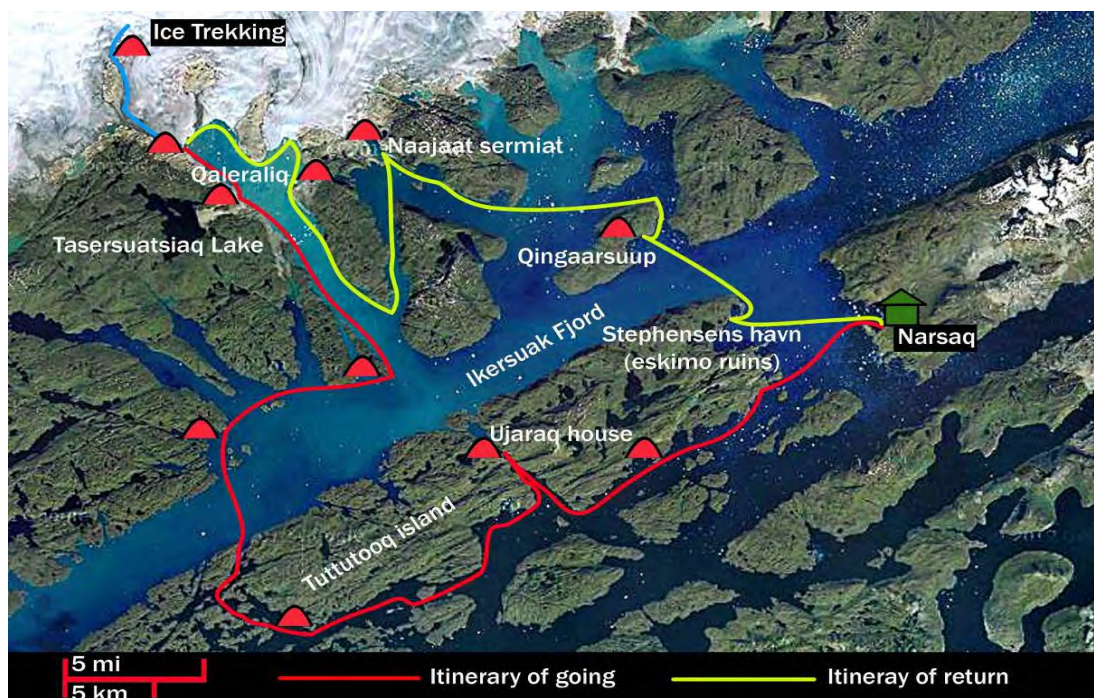 Ice Trekking
Naajaat sermiat
Qaleraliq
Tasersuatsiaq Lake
Qingaarsuup
Ikersuak Fjord
Stephensens havn
(eskimo ruins)
Narsaq
Ujaraq house
Tuttutooq island
5 mi
5 km
Itinerary of going
Itineray of return